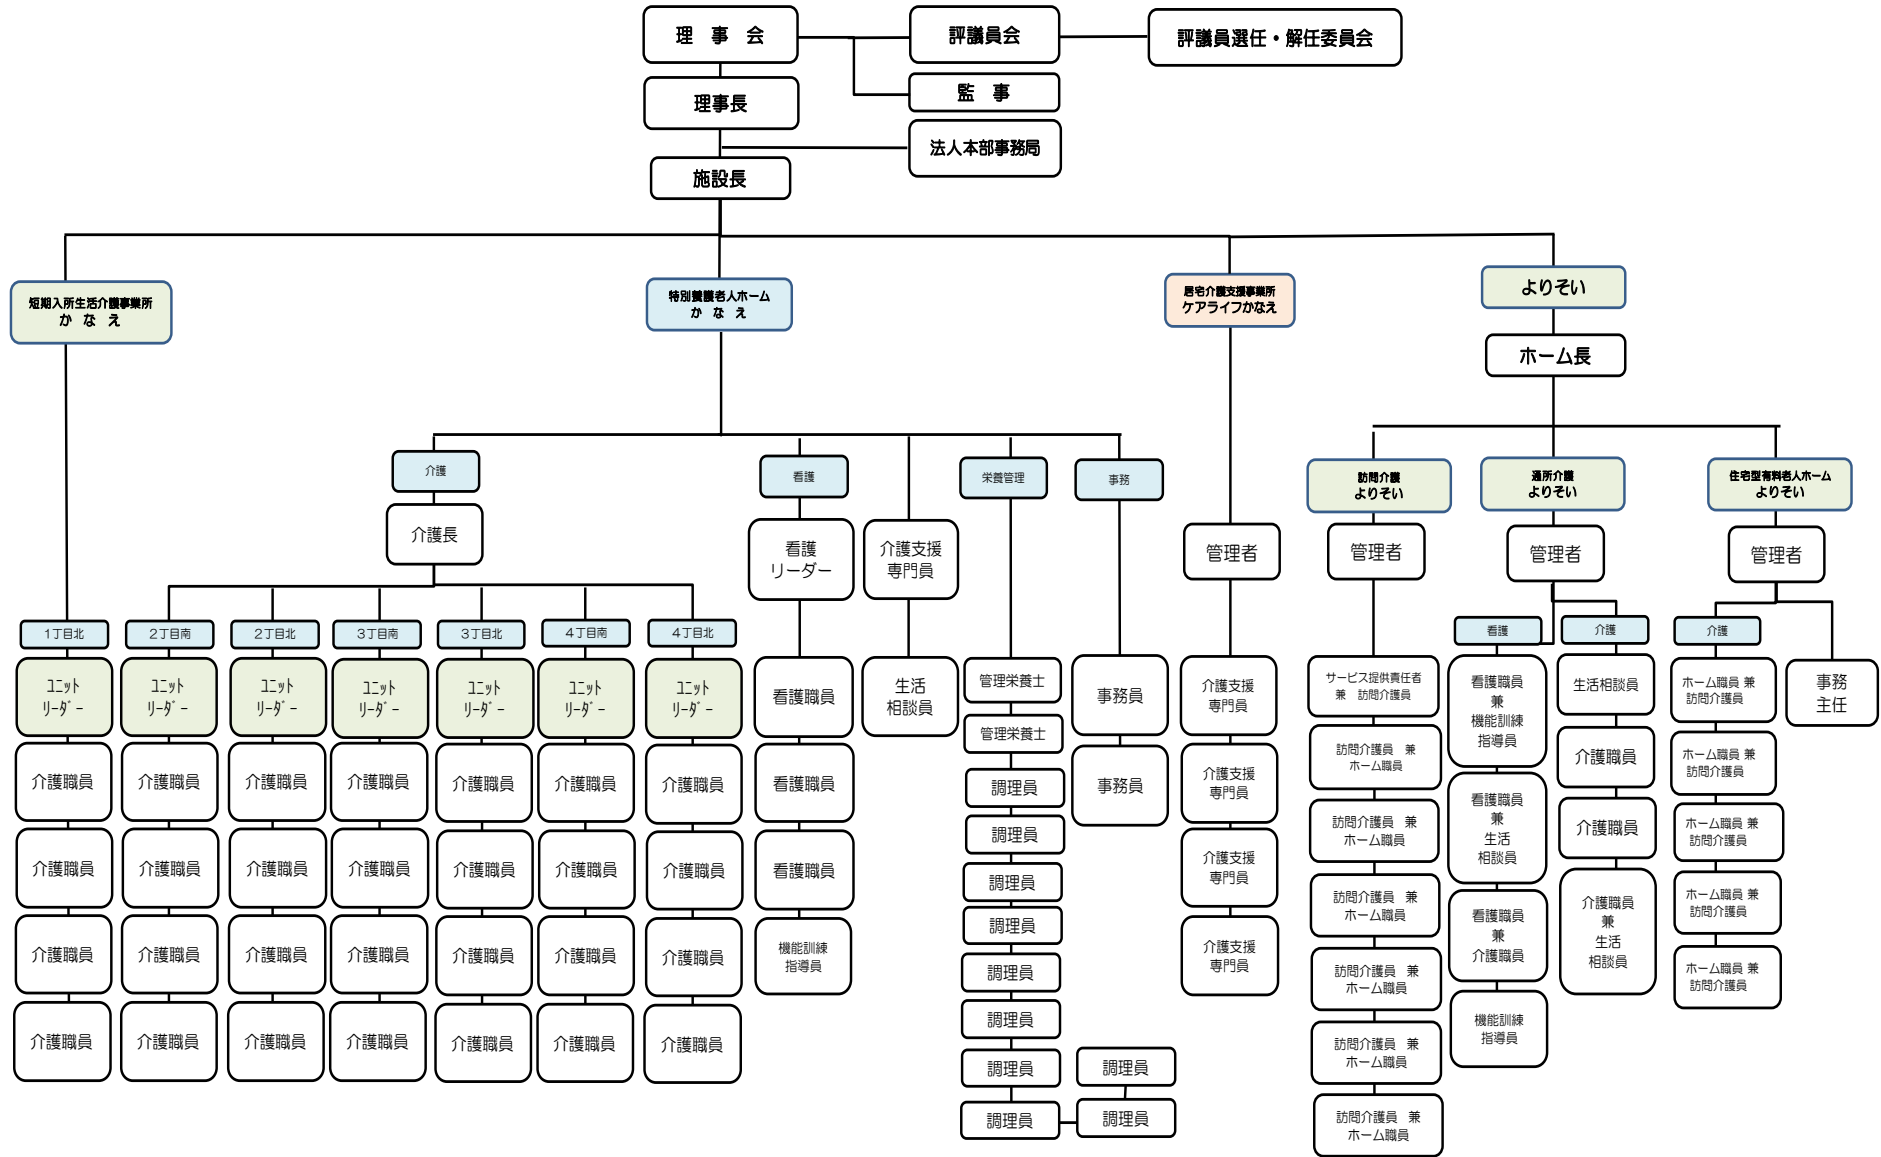 理　事　会
評議員会
評議員選任・解任委員会
監　事
理事長
法人本部事務局
施設長
短期入所生活介護事業所
か　な　え
特別養護老人ホーム
か　な　え
居宅介護支援事業所
ケアライフかなえ
よりそい
ホーム長
介護
介護長
看護
看護
リーダー
介護支援
専門員
栄養管理
事務
管理者
訪問介護
よりそい
管理者
通所介護
よりそい
管理者
住宅型有料老人ホーム
よりそい
管理者
１丁目北
ﾕﾆｯﾄ
ﾘｰﾀﾞｰ
介護職員
介護職員
介護職員
介護職員
２丁目南
ﾕﾆｯﾄ
ﾘｰﾀﾞｰ
介護職員
介護職員
介護職員
介護職員
２丁目北
ﾕﾆｯﾄ
ﾘｰﾀﾞｰ
介護職員
介護職員
介護職員
介護職員
３丁目南
ﾕﾆｯﾄ
ﾘｰﾀﾞｰ
介護職員
介護職員
介護職員
介護職員
３丁目北
ﾕﾆｯﾄ
ﾘｰﾀﾞｰ
介護職員
介護職員
介護職員
介護職員
４丁目南
ﾕﾆｯﾄ
ﾘｰﾀﾞｰ
介護職員
介護職員
介護職員
介護職員
４丁目北
ﾕﾆｯﾄ
ﾘｰﾀﾞｰ
介護職員
介護職員
介護職員
介護職員
看護職員
看護職員
看護職員
機能訓練
指導員
生活
相談員
管理栄養士
管理栄養士
調理員
調理員
調理員
調理員
調理員
調理員
調理員
調理員
調理員
調理員
事務員
事務員
介護支援
専門員
介護支援
専門員
介護支援
専門員
介護支援
専門員
サービス提供責任者
兼　訪問介護員
訪問介護員　兼
ホーム職員
訪問介護員　兼
ホーム職員
訪問介護員　兼
ホーム職員
訪問介護員　兼
ホーム職員
訪問介護員　兼
ホーム職員
訪問介護員　兼
ホーム職員
看護
看護職員
兼
機能訓練
指導員
看護職員
兼
生活
相談員
看護職員
兼
介護職員
機能訓練
指導員
介護
生活相談員
介護職員
介護職員
介護職員
兼
生活
相談員
介護
ホーム職員 兼
訪問介護員
ホーム職員 兼
訪問介護員
ホーム職員 兼
訪問介護員
ホーム職員 兼
訪問介護員
ホーム職員 兼
訪問介護員
事務
主任